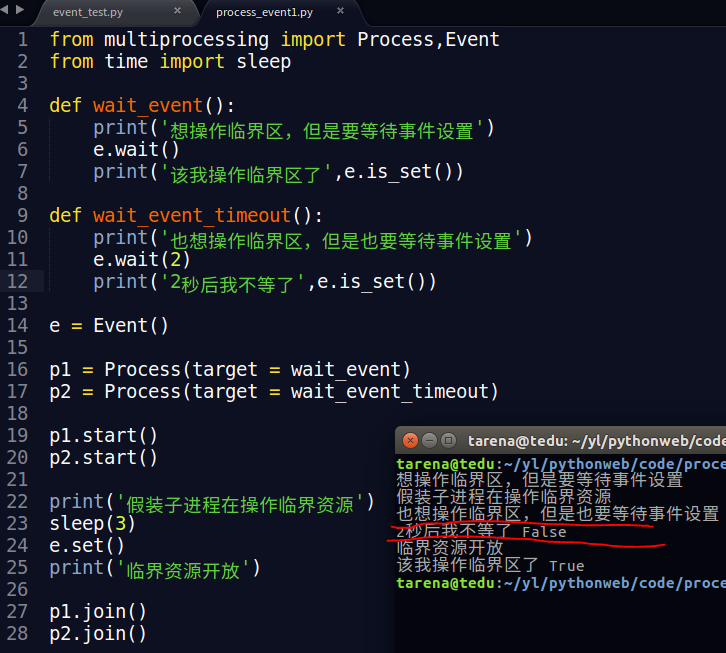 event_test.py × process_event1.py ×
1 from multiprocessing import Process,Event
2 from time import sleep
3
4 def wait_event():
5 print('想操作临界区，但是要等待事件设置')
6 e.wait()
7 print('该我操作临界区了',e.is_set())
8
9 def wait_event_timeout():
10 print('也想操作临界区，但是也要等待事件设置')
11 e.wait(2)
12 print('2秒后我不等了',e.is_set())
13
14 e = Event()
15
16 p1 = Process(target = wait_event)
17 p2 = Process(target = wait_event_timeout)
18
19 p1.start()
20 p2.start()
21
22 print('假装子进程在操作临界资源')
23 sleep(3)
24 e.set()
25 print('临界资源开放')
26
27 p1.join()
28 p2.join()
tarena@tedu: ~/yl/pythonweb/code
tarena@tedu:~/yl/pythonweb/code/proce
想操作临界区，但是要等待事件设置
假装子进程在操作临界资源
也想操作临界区，但是也要等待事件设置
2秒后我不等了 False
临界资源开放
该我操作临界区了 True
tarena@tedu:~/yl/pythonweb/code/proce